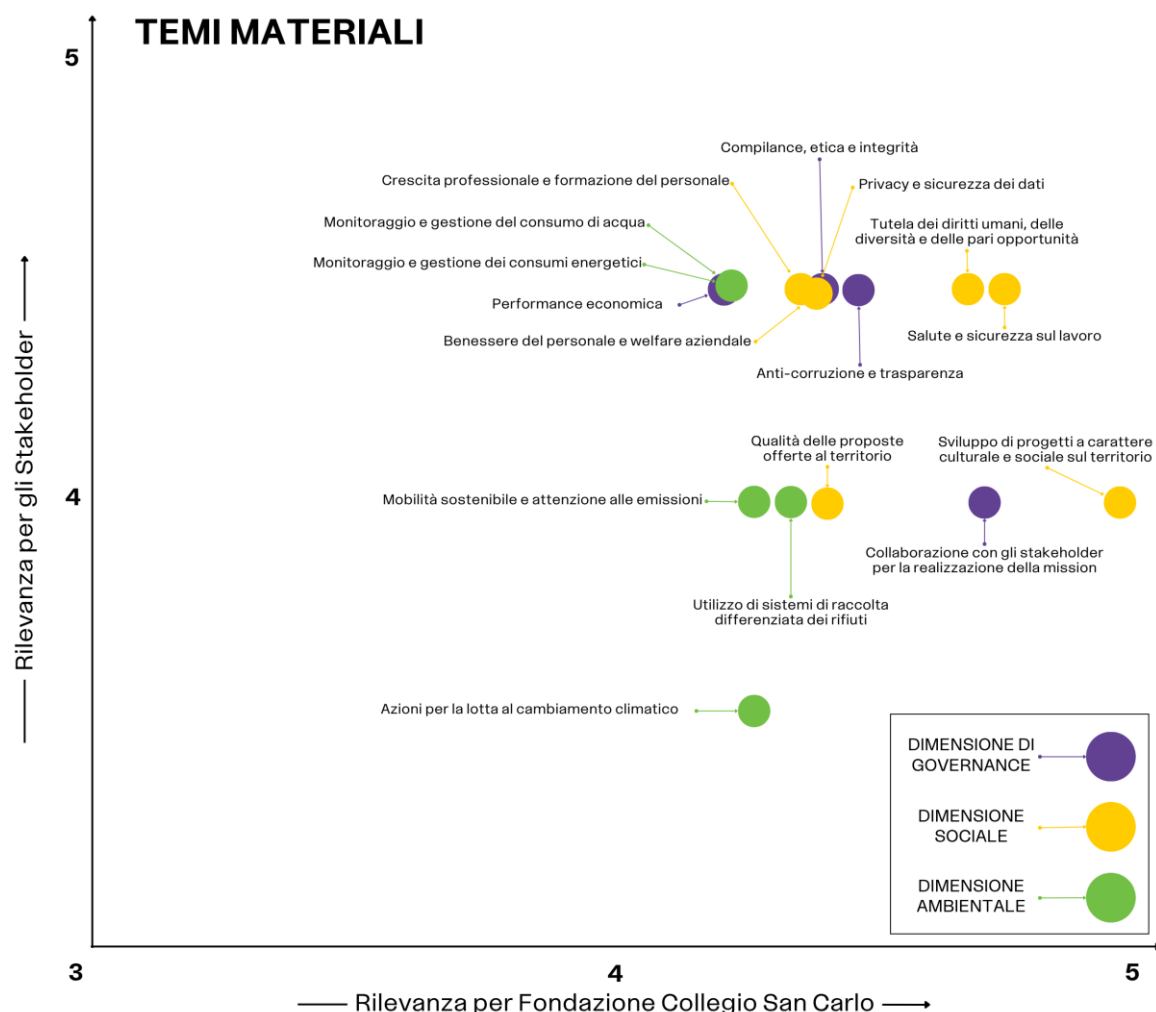 TEMI MATERIALI
5
Compilance, etica e integrità
Crescita professionale e formazione del personale
Privacy e sicurezza dei dati
Monitoraggio e gestione del consumo di acqua
Tutela dei diritti umani, delle
diversità e delle pari opportunità
Monitoraggio e gestione dei consumi energetici
Performance economica
Benessere del personale e welfare aziendale
Salute e sicurezza sul lavoro
Anti-corruzione e trasparenza
Rilevanza per gli Stakeholder
4
Qualità delle proposte
offerte al territorio
Sviluppo di progetti a carattere
culturale e sociale sul territorio
Mobilità sostenibile e attenzione alle emissioni
Collaborazione con gli stakeholder
per la realizzazione della mission
Utilizzo di sistemi di raccolta
differenziata dei rifiuti
Azioni per la lotta al cambiamento climatico
DIMENSIONE DI
GOVERNANCE
DIMENSIONE
SOCIALE
DIMENSIONE
AMBIENTALE
3
4
5
Rilevanza per Fondazione Collegio San Carlo